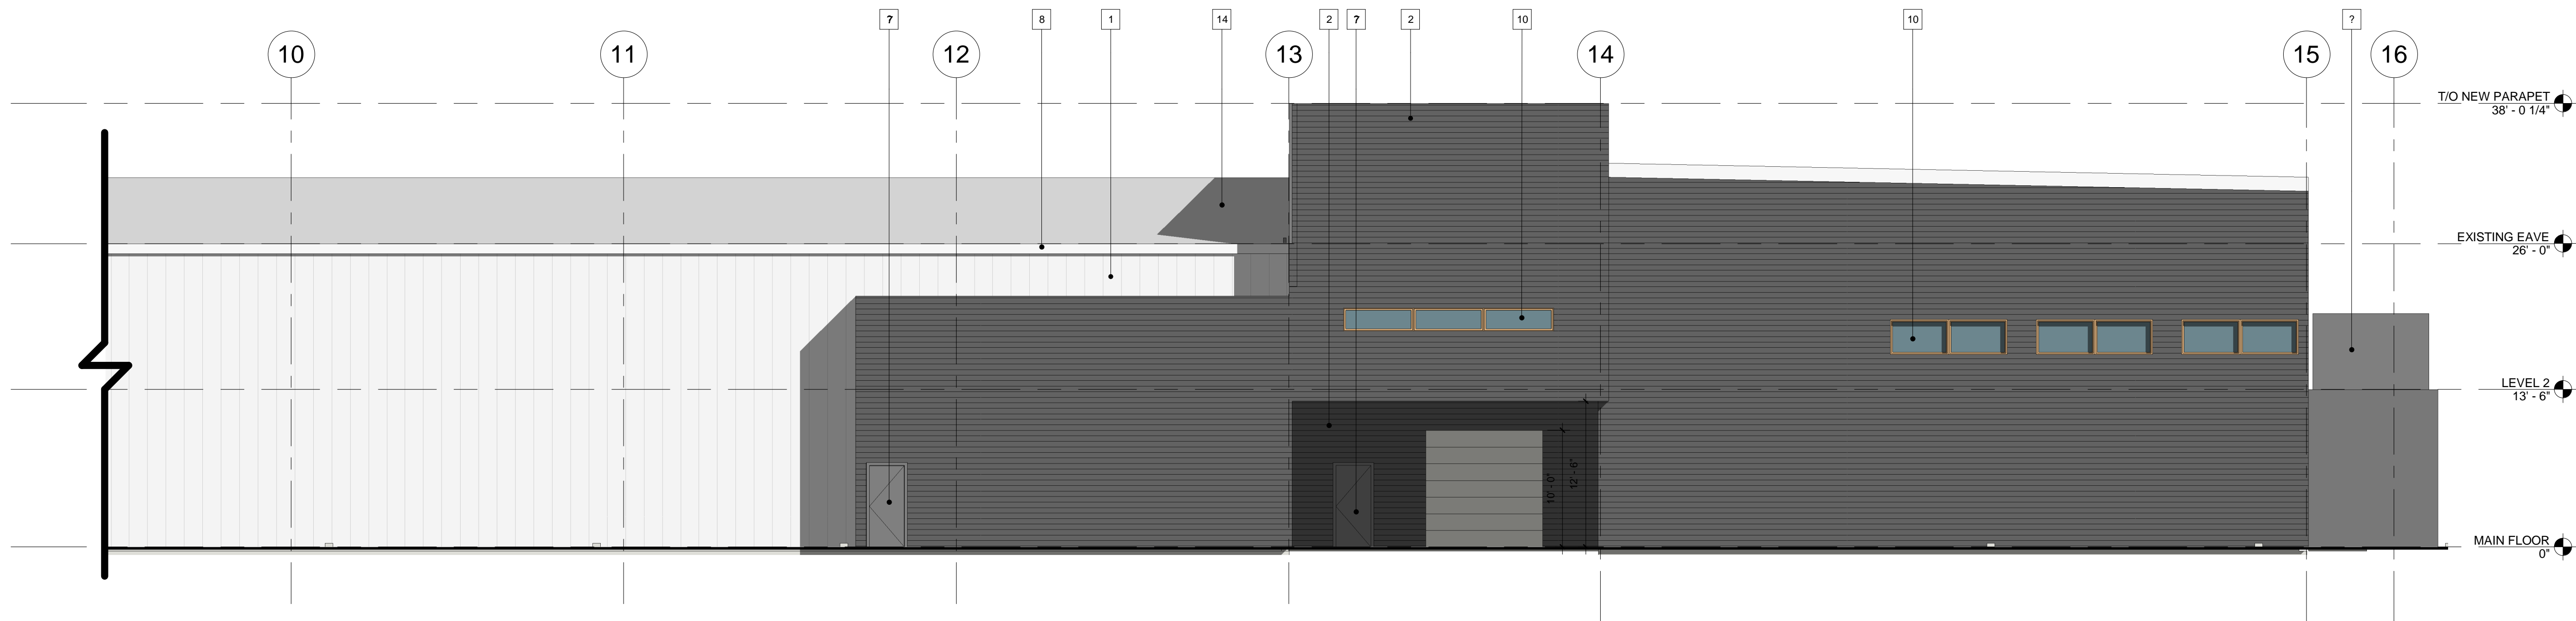 7
8
1
14
2
7
2
10
10
?
10
11
12
13
14
15
16
T/O NEW PARAPET
38' - 0 1/4"
EXISTING EAVE
26' - 0"
LEVEL 2
13' - 6"
10' - 0"
12' - 6"
MAIN FLOOR
0"